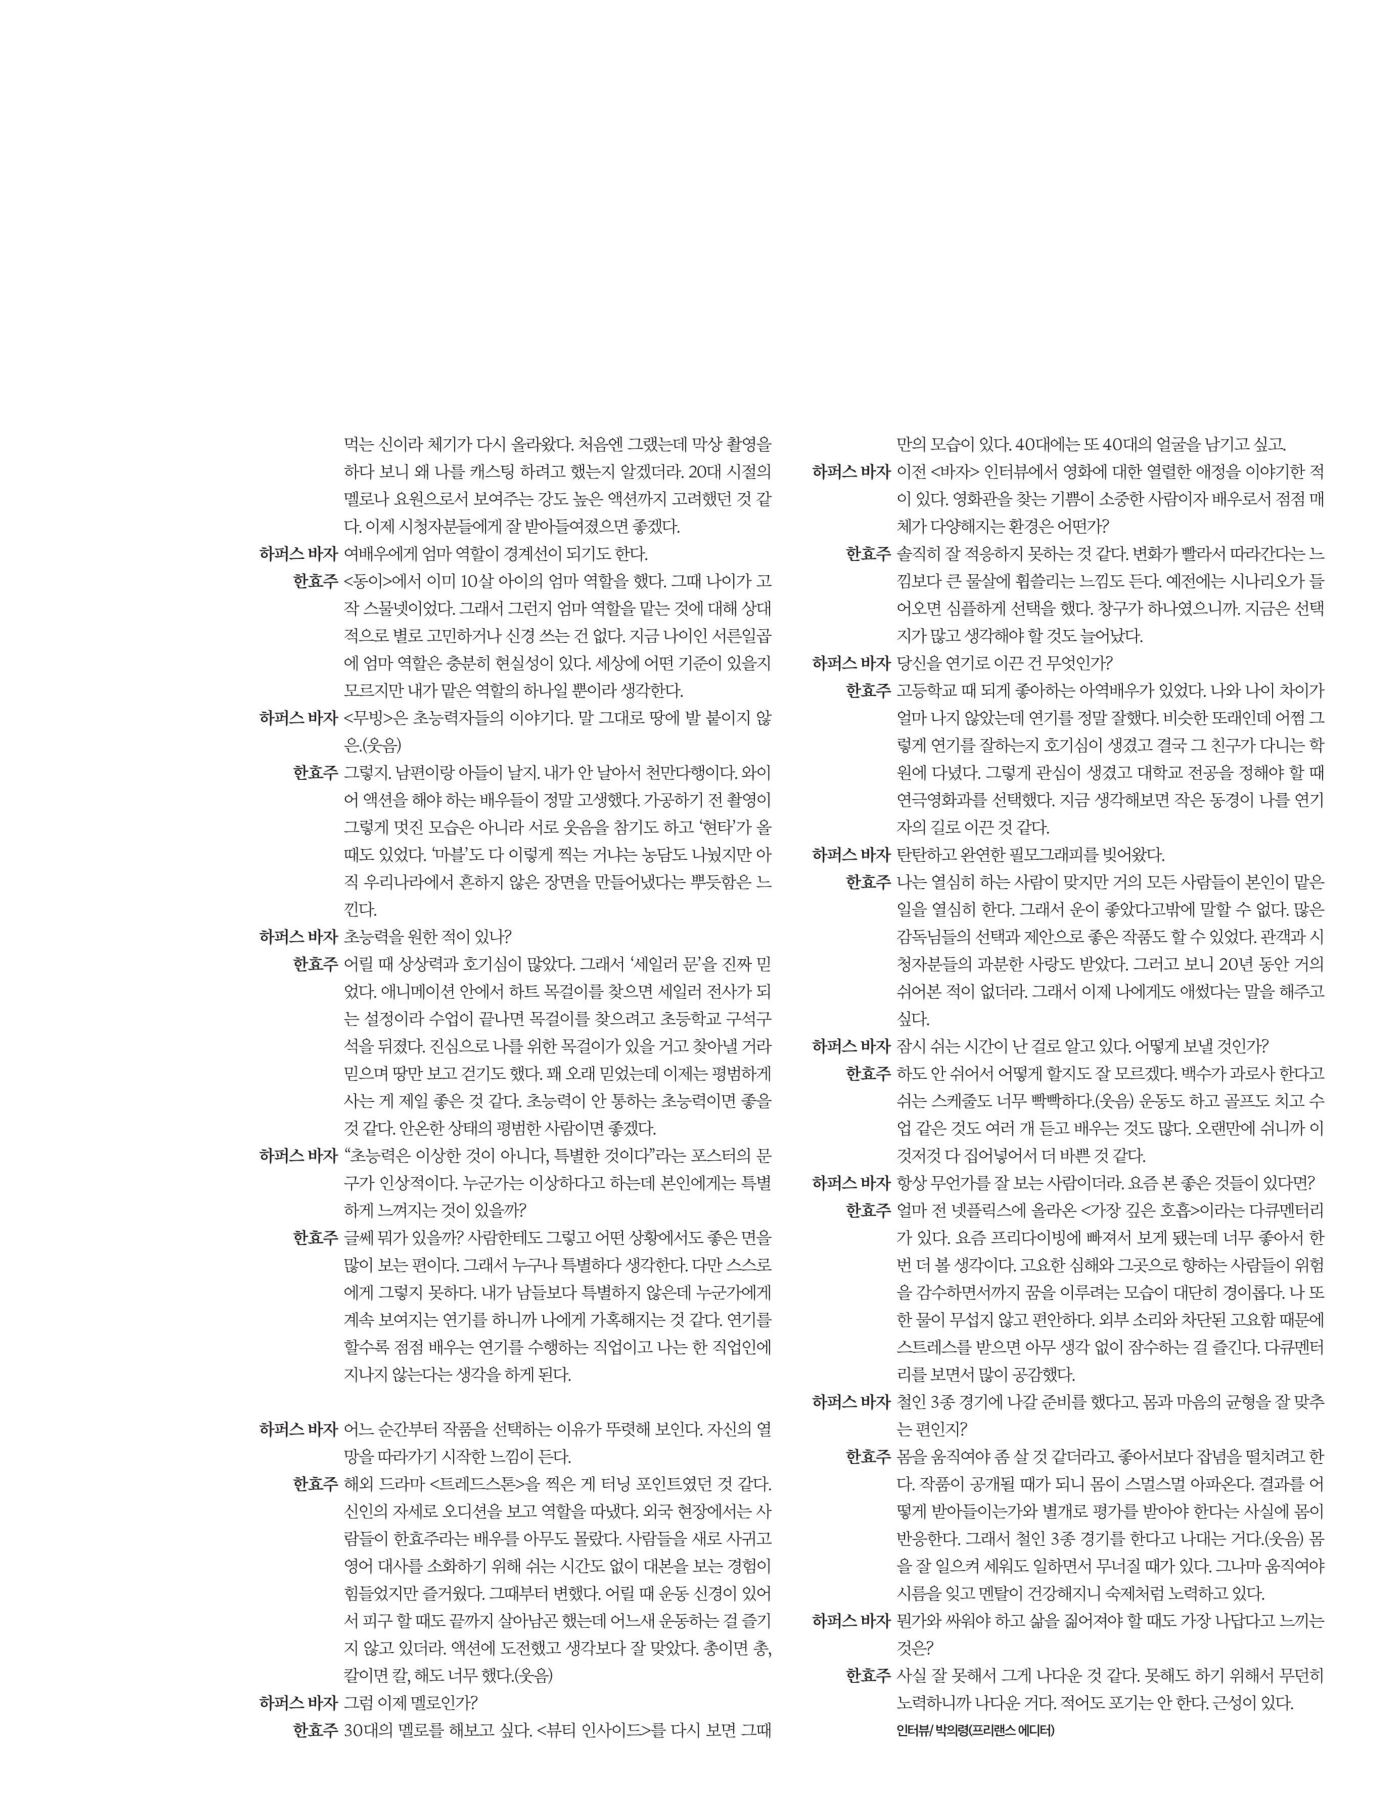 먹는 신이라 체기가 다시 올라왔다. 처음엔 그랬는데 막상 촬영을
하다 보니 왜 나를 캐스팅 하려고 했는지 알겠더라. 20대 시절의
멜로나 요원으로서 보여주는 강도 높은 액션까지 고려했던 것 같
다. 이제 시청자분들에게 잘 받아들여졌으면 좋겠다.
하퍼스 바자 여배우에게 엄마 역할이 경계선이 되기도 한다.
한효주 <동이>에서 이미 10살 아이의 엄마 역할을 했다. 그때 나이가 고
작 스물넷이었다. 그래서 그런지 엄마 역할을 맡는 것에 대해 상대
적으로 별로 고민하거나 신경 쓰는 건 없다. 지금 나이인 서른일곱
에 엄마 역할은 충분히 현실성이 있다. 세상에 어떤 기준이 있을지
모르지만 내가 맡은 역할의 하나일 뿐이라 생각한다.
하퍼스 바자 <무빙>은 초능력자들의 이야기다. 말 그대로 땅에 발 붙이지 않
은.(웃음)
한효주 그렇지. 남편이랑 아들이 날지. 내가 안 날아서 천만다행이다. 와이
어 액션을 해야 하는 배우들이 정말 고생했다. 가공하기 전 촬영이
그렇게 멋진 모습은 아니라 서로 웃음을 참기도 하고 ‘현타’가 올
때도 있었다. ‘마블’도 다 이렇게 찍는 거냐는 농담도 나눴지만 아
직 우리나라에서 흔하지 않은 장면을 만들어냈다는 뿌듯함은 느
낀다.
하퍼스 바자 초능력을 원한 적이 있나?
한효주 어릴 때 상상력과 호기심이 많았다. 그래서 ‘세일러 문’을 진짜 믿
었다. 애니메이션 안에서 하트 목걸이를 찾으면 세일러 전사가 되
는 설정이라 수업이 끝나면 목걸이를 찾으려고 초등학교 구석구
석을 뒤졌다. 진심으로 나를 위한 목걸이가 있을 거고 찾아낼 거라
믿으며 땅만 보고 걷기도 했다. 꽤 오래 믿었는데 이제는 평범하게
사는 게 제일 좋은 것 같다. 초능력이 안 통하는 초능력이면 좋을
것 같다. 안온한 상태의 평범한 사람이면 좋겠다.
하퍼스 바자 “초능력은 이상한 것이 아니다, 특별한 것이다”라는 포스터의 문
구가 인상적이다. 누군가는 이상하다고 하는데 본인에게는 특별
하게 느껴지는 것이 있을까?
한효주 글쎄 뭐가 있을까? 사람한테도 그렇고 어떤 상황에서도 좋은 면을
많이 보는 편이다. 그래서 누구나 특별하다 생각한다. 다만 스스로
에게 그렇지 못하다. 내가 남들보다 특별하지 않은데 누군가에게
계속 보여지는 연기를 하니까 나에게 가혹해지는 것 같다. 연기를
할수록 점점 배우는 연기를 수행하는 직업이고 나는 한 직업인에
지나지 않는다는 생각을 하게 된다.
하퍼스 바자 어느 순간부터 작품을 선택하는 이유가 뚜렷해 보인다. 자신의 열
망을 따라가기 시작한 느낌이 든다.
한효주 해외 드라마 <트레드스톤>을 찍은 게 터닝 포인트였던 것 같다.
신인의 자세로 오디션을 보고 역할을 따냈다. 외국 현장에서는 사
람들이 한효주라는 배우를 아무도 몰랐다. 사람들을 새로 사귀고
영어 대사를 소화하기 위해 쉬는 시간도 없이 대본을 보는 경험이
힘들었지만 즐거웠다. 그때부터 변했다. 어릴 때 운동 신경이 있어
서 피구 할 때도 끝까지 살아남곤 했는데 어느새 운동하는 걸 즐기
지 않고 있더라. 액션에 도전했고 생각보다 잘 맞았다. 총이면 총,
칼이면 칼, 해도 너무 했다.(웃음)
하퍼스 바자 그럼 이제 멜로인가?
한효주 30대의 멜로를 해보고 싶다. <뷰티 인사이드>를 다시 보면 그때
만의 모습이 있다. 40대에는 또 40대의 얼굴을 남기고 싶고.
하퍼스 바자 이전 <바자> 인터뷰에서 영화에 대한 열렬한 애정을 이야기한 적
이 있다. 영화관을 찾는 기쁨이 소중한 사람이자 배우로서 점점 매
체가 다양해지는 환경은 어떤가?
한효주 솔직히 잘 적응하지 못하는 것 같다. 변화가 빨라서 따라간다는 느
낌보다 큰 물살에 휩쓸리는 느낌도 든다. 예전에는 시나리오가 들
어오면 심플하게 선택을 했다. 창구가 하나였으니까. 지금은 선택
지가 많고 생각해야 할 것도 늘어났다.
하퍼스 바자 당신을 연기로 이끈 건 무엇인가?
한효주 고등학교 때 되게 좋아하는 아역배우가 있었다. 나와 나이 차이가
얼마 나지 않았는데 연기를 정말 잘했다. 비슷한 또래인데 어쩜 그
렇게 연기를 잘하는지 호기심이 생겼고 결국 그 친구가 다니는 학
원에 다녔다. 그렇게 관심이 생겼고 대학교 전공을 정해야 할 때
연극영화과를 선택했다. 지금 생각해보면 작은 동경이 나를 연기
자의 길로 이끈 것 같다.
하퍼스 바자 탄탄하고 완연한 필모그래피를 빚어왔다.
한효주 나는 열심히 하는 사람이 맞지만 거의 모든 사람들이 본인이 맡은
일을 열심히 한다. 그래서 운이 좋았다고밖에 말할 수 없다. 많은
감독님들의 선택과 제안으로 좋은 작품도 할 수 있었다. 관객과 시
청자분들의 과분한 사랑도 받았다. 그러고 보니 20년 동안 거의
쉬어본 적이 없더라. 그래서 이제 나에게도 애썼다는 말을 해주고
싶다.
하퍼스 바자 잠시 쉬는 시간이 난 걸로 알고 있다. 어떻게 보낼 것인가?
한효주 하도 안 쉬어서 어떻게 할지도 잘 모르겠다. 백수가 과로사 한다고
쉬는 스케줄도 너무 빡빡하다.(웃음) 운동도 하고 골프도 치고 수
업 같은 것도 여러 개 듣고 배우는 것도 많다. 오랜만에 쉬니까 이
것저것 다 집어넣어서 더 바쁜 것 같다.
하퍼스 바자 항상 무언가를 잘 보는 사람이더라. 요즘 본 좋은 것들이 있다면?
한효주 얼마 전 넷플릭스에 올라온 <가장 깊은 호흡>이라는 다큐멘터리
가 있다. 요즘 프리다이빙에 빠져서 보게 됐는데 너무 좋아서 한
번 더 볼 생각이다. 고요한 심해와 그곳으로 향하는 사람들이 위험
을 감수하면서까지 꿈을 이루려는 모습이 대단히 경이롭다. 나 또
한 물이 무섭지 않고 편안하다. 외부 소리와 차단된 고요함 때문에
스트레스를 받으면 아무 생각 없이 잠수하는 걸 즐긴다. 다큐멘터
리를 보면서 많이 공감했다.
하퍼스 바자 철인 3종 경기에 나갈 준비를 했다고. 몸과 마음의 균형을 잘 맞추
는 편인지?
한효주 몸을 움직여야 좀 살 것 같더라고. 좋아서보다 잡념을 떨치려고 한
다. 작품이 공개될 때가 되니 몸이 스멀스멀 아파온다. 결과를 어
떻게 받아들이는가와 별개로 평가를 받아야 한다는 사실에 몸이
반응한다. 그래서 철인 3종 경기를 한다고 나대는 거다.(웃음) 몸
을 잘 일으켜 세워도 일하면서 무너질 때가 있다. 그나마 움직여야
시름을 잊고 멘탈이 건강해지니 숙제처럼 노력하고 있다.
하퍼스 바자 뭔가와 싸워야 하고 삶을 짊어져야 할 때도 가장 나답다고 느끼는
것은?
한효주 사실 잘 못해서 그게 나다운 것 같다. 못해도 하기 위해서 무던히
노력하니까 나다운 거다. 적어도 포기는 안 한다. 근성이 있다.
인터뷰/ 박의령(프리랜스 에디터)